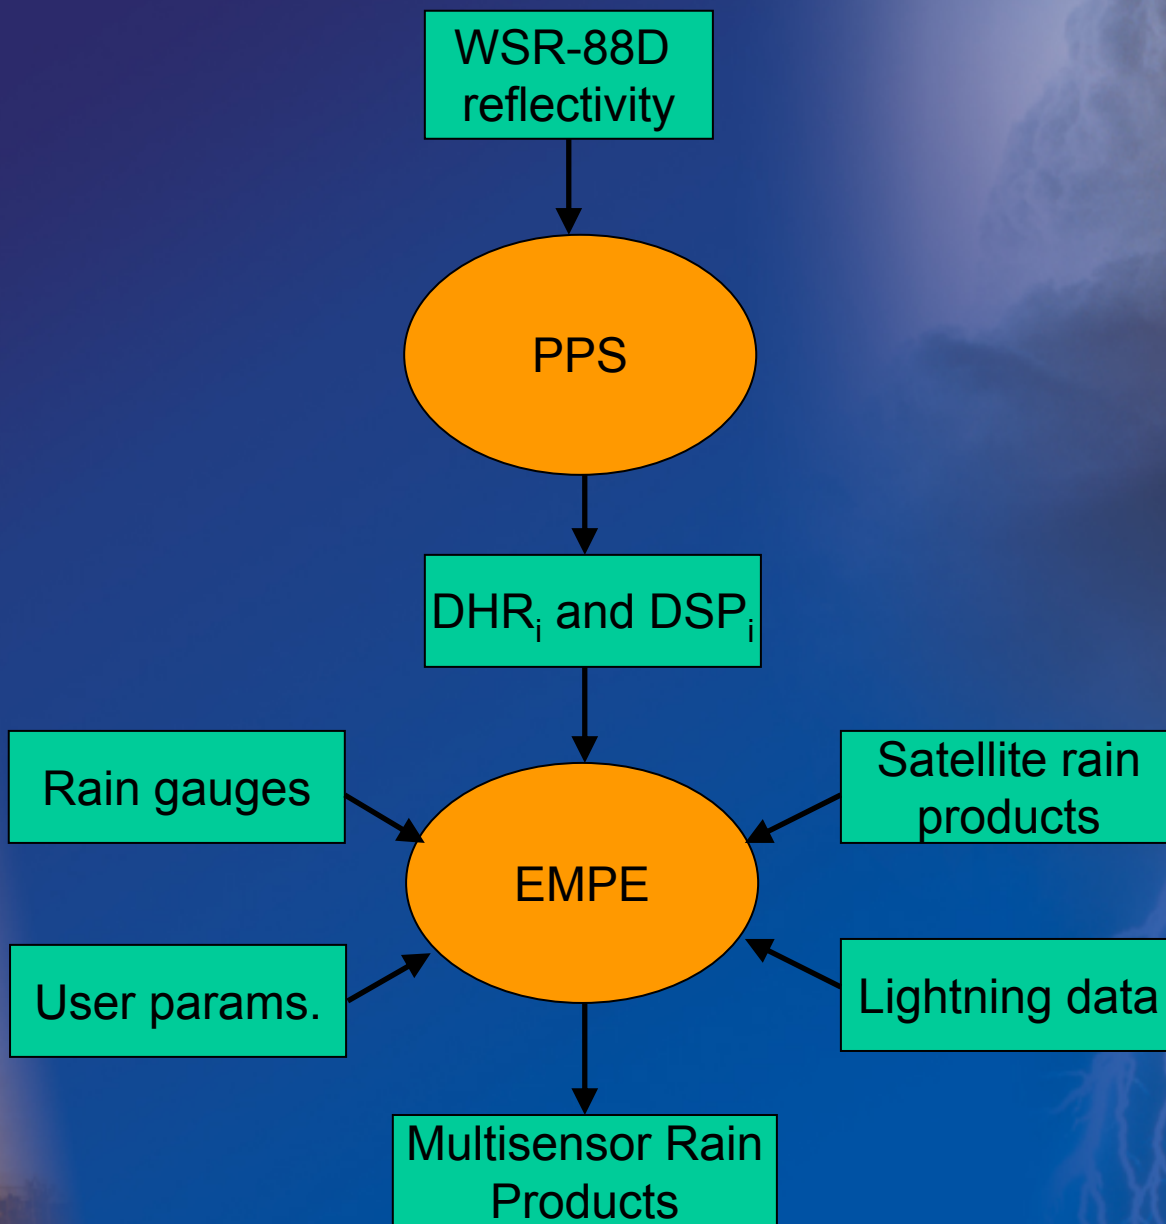 WSR-88D
reflectivity
PPS
DHRi and DSPi
Rain gauges
Satellite rain
products
EMPE
User params.
Lightning data
Multisensor Rain
Products